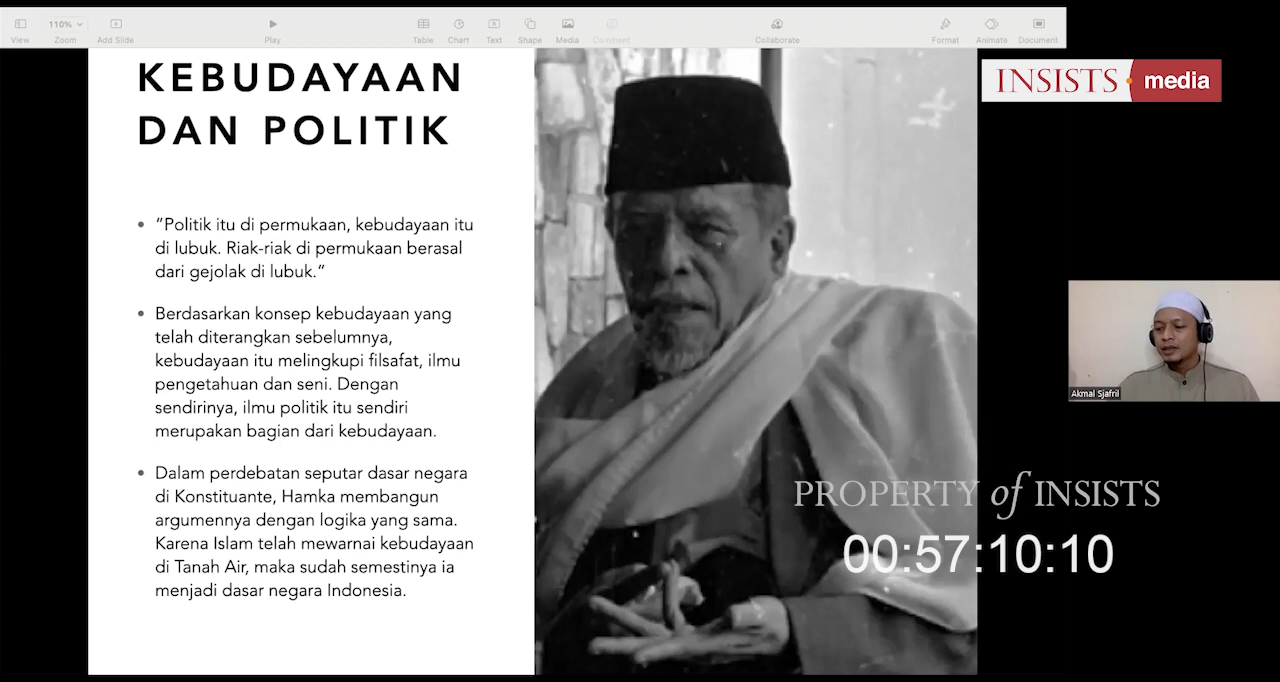 View
110%
Zoom
Add Slide
Play
Table
Chart
Text
Shape
Media
Comment
Collaborate
Format
Animate
Document
INSISTS media
KEBUDAYAAN
DAN POLITIK
• “Politik itu di permukaan, kebudayaan itu
di lubuk. Riak-riak di permukaan berasal
dari gejolak di lubuk.”
• Berdasarkan konsep kebudayaan yang
telah diterangkan sebelumnya,
kebudayaan itu melingkupi filsafat, ilmu
pengetahuan dan seni. Dengan
sendirinya, ilmu politik itu sendiri
merupakan bagian dari kebudayaan.
• Dalam perdebatan seputar dasar negara
di Konstituante, Hamka membangun
argumennya dengan logika yang sama.
Karena Islam telah mewarnai kebudayaan
di Tanah Air, maka sudah semestinya ia
menjadi dasar negara Indonesia.
Akmal Sjafril
PROPERTY of INSISTS
00:57:10:10